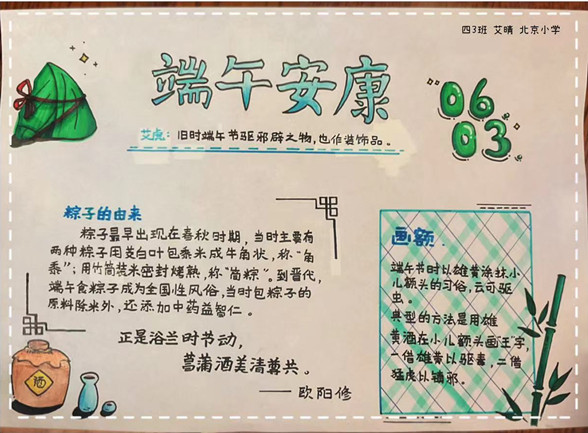 四3班 艾晴 北京小学
端午安康
06
03
艾虎：旧时端午节驱邪辟之物，也作装饰品。
粽子的由来
粽子最早出现在春秋时期，当时主要有
两种粽子用茭白叶包黍米成牛角状，称“角
黍”；用竹筒装米密封烤熟，称“筒粽”。到晋代，
端午食粽子成为全国性风俗，当时包粽子的
原料除米外，还添加中药益智仁。
正是浴兰时节动，
菖蒲酒美清尊共。
——欧阳修
酒
画额.
端午节时以雄黄涂抹小
儿额头的习俗，云可驱
虫。
典型的方法是用雄
黄酒在小儿额头画“王”字，
一借雄黄以驱毒，二借
猛虎以镇邪。